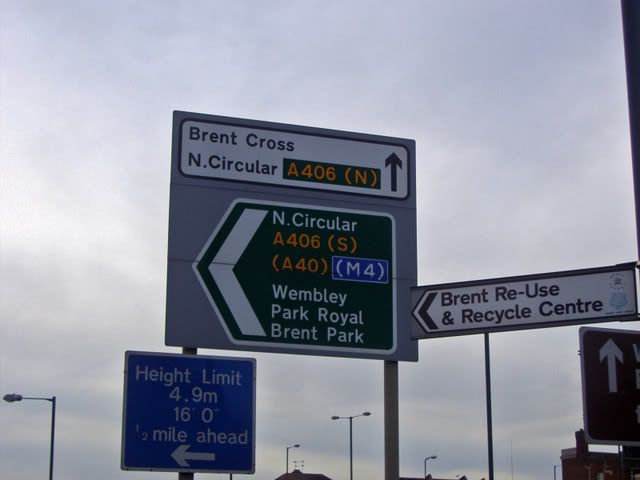 Brent Cross
N.Circular A406 (N)
N.Circular
A406 (S)
(A40) (M4)
Wembley
Park Royal
Brent Park
Brent Re-Use
& Recycle Centre
Height Limit
4.9m
16' 0"
1/2 mile ahead